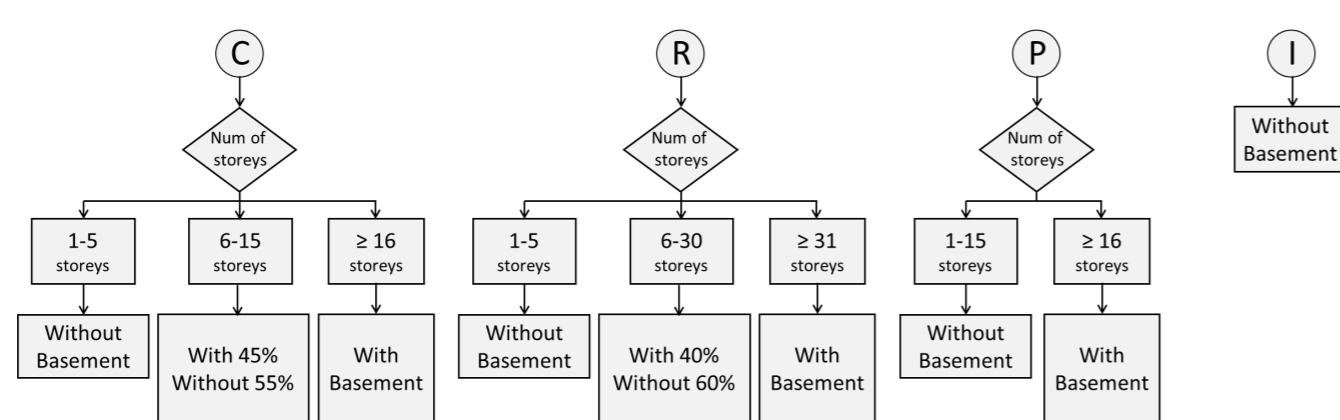 C
Num of
storeys
1-5
storeys
6-15
storeys
≥ 16
storeys
Without
Basement
With 45%
Without 55%
With
Basement
R
Num of
storeys
1-5
storeys
6-30
storeys
≥ 31
storeys
Without
Basement
With 40%
Without 60%
With
Basement
P
Num of
storeys
1-15
storeys
≥ 16
storeys
Without
Basement
With
Basement
I
Without
Basement